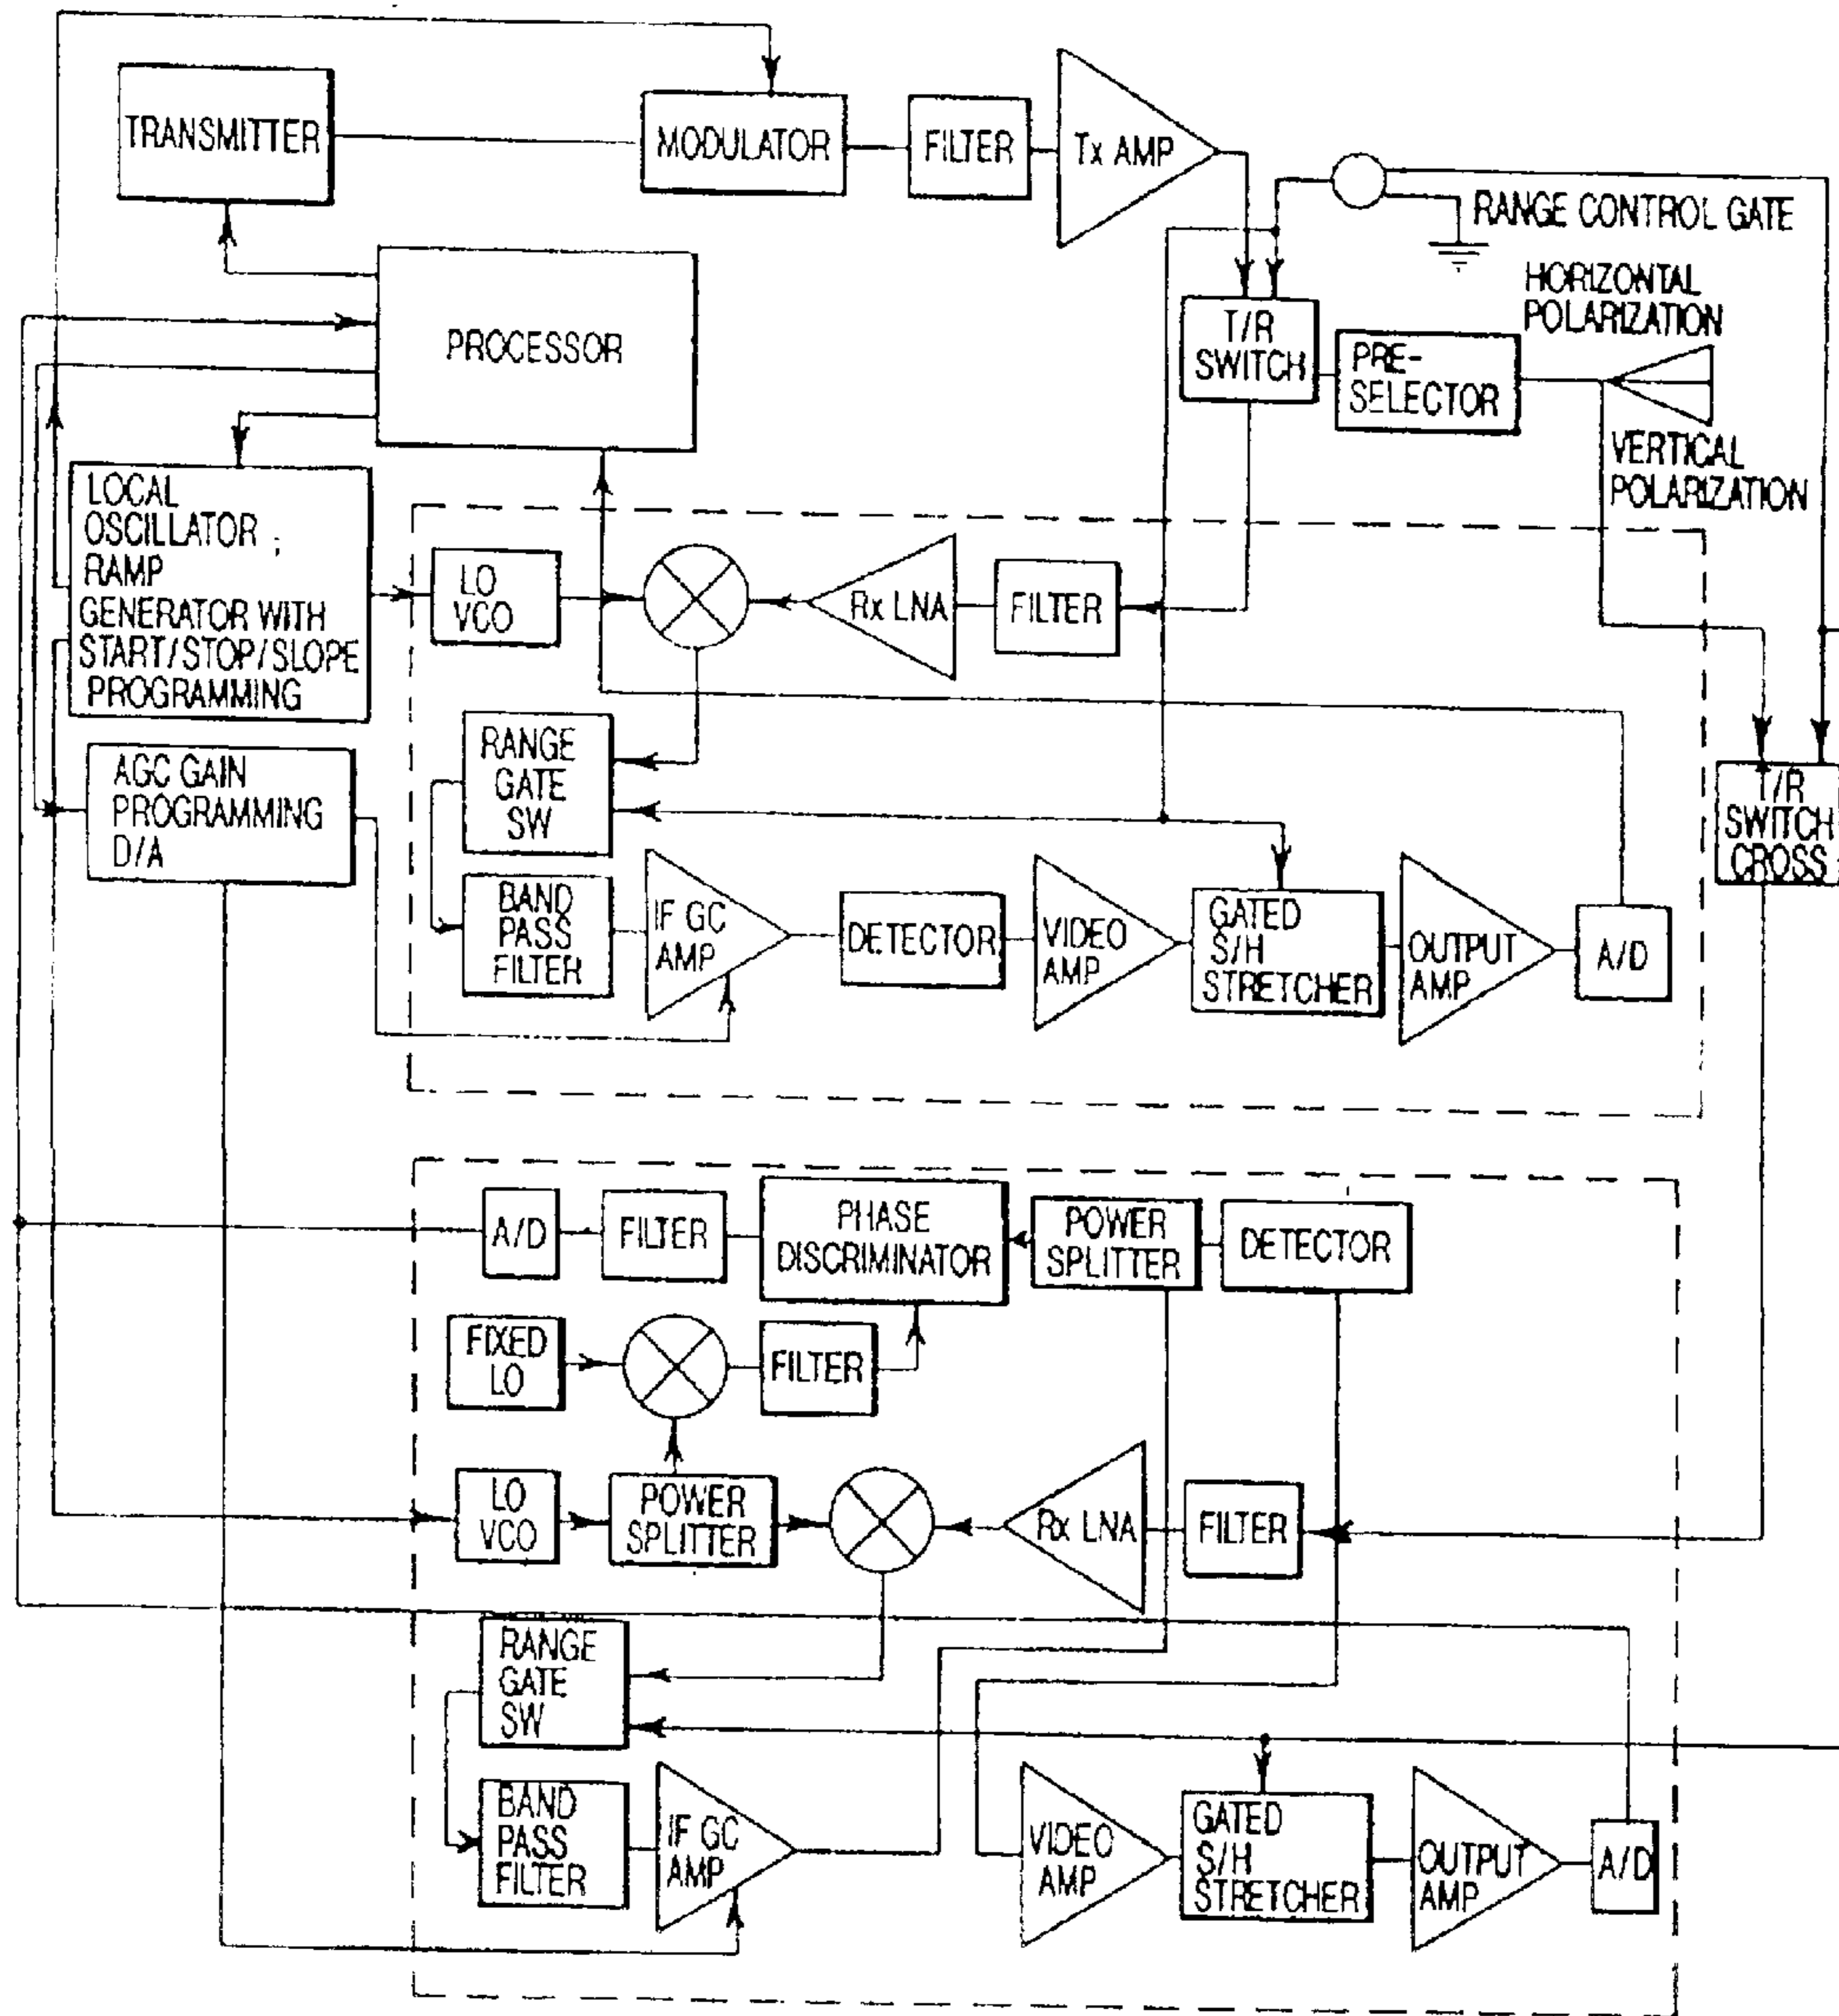 TRANSMITTER
MODULATOR
FILTER
Tx AMP
RANGE CONTROL GATE
PROCESSOR
T/R
SWITCH
PRE-
SELECTOR
HORIZONTAL
POLARIZATION
VERTICAL
POLARIZATION
LOCAL
OSCILLATOR ;
RAMP
GENERATOR WITH
START/STOP/SLOPE
PROGRAMMING
LO
VCO
Rx LNA
FILTER
AGC GAIN
PROGRAMMING
D/A
RANGE
GATE
SW
T/R
SWITCH
CROSS
BAND
PASS
FILTER
IF GC
AMP
DETECTOR
VIDEO
AMP
GATED
S/H
STRETCHER
OUTPUT
AMP
A/D
A/D
FILTER
PHASE
DISCRIMINATOR
POWER
SPLITTER
DETECTOR
FIXED
LO
FILTER
LO
VCO
POWER
SPLITTER
Rx LNA
FILTER
RANGE
GATE
SW
BAND
PASS
FILTER
IF GC
AMP
VIDEO
AMP
GATED
S/H
STRETCHER
OUTPUT
AMP
A/D